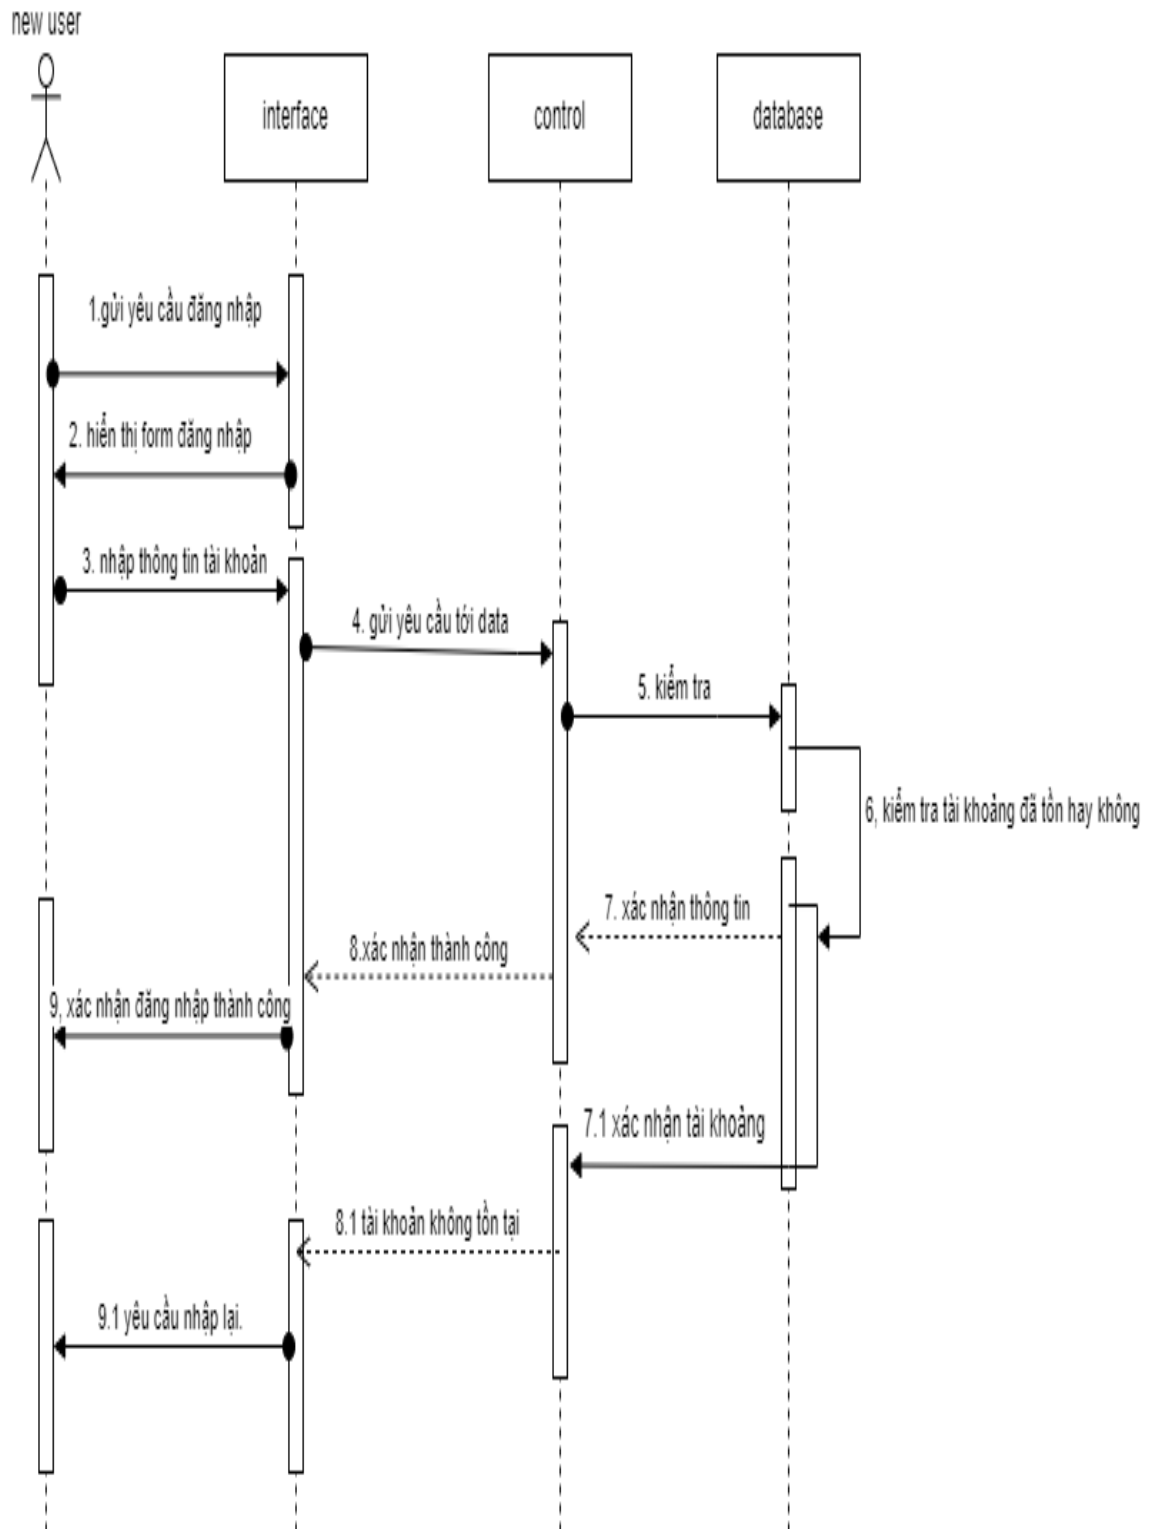 new user
interface
control
database
1.gửi yêu cầu đăng nhập
2. hiển thị form đăng nhập
3. nhập thông tin tài khoản
4. gửi yêu cầu tới data
5. kiểm tra
6, kiểm tra tài khoảng đã tồn hay không
7. xác nhận thông tin
8.xác nhận thành công
9, xác nhận đăng nhập thành công
7.1 xác nhận tài khoảng
8.1 tài khoản không tồn tại
9.1 yêu cầu nhập lại.